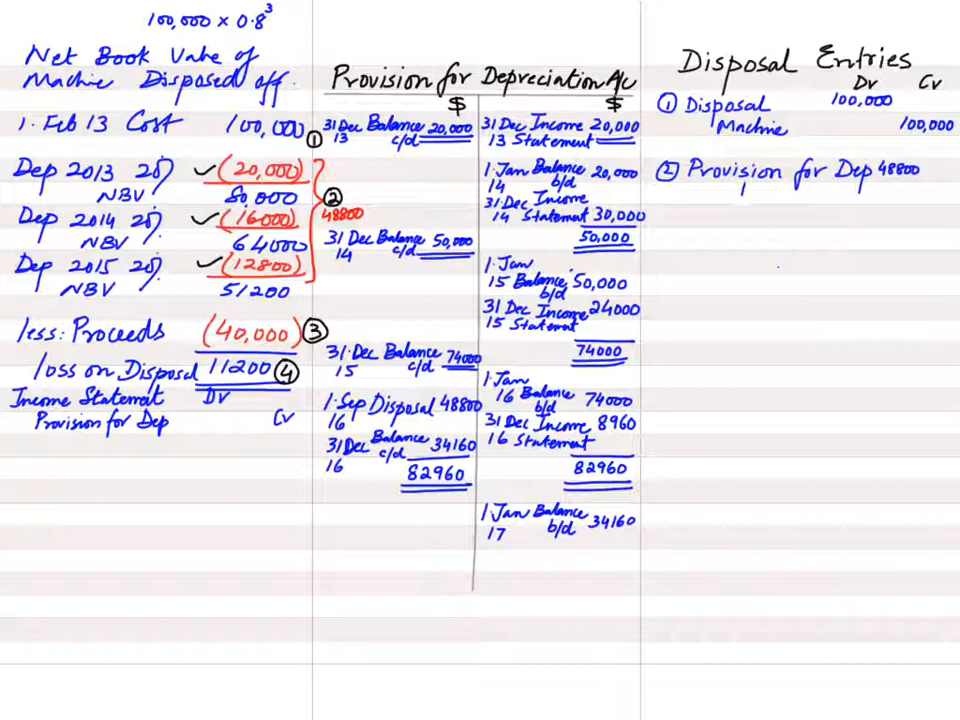 100,000 × 0.8³
Net Book Value of
Machine Disposed off.
1. Feb 13 Cost 100,000 ①
Dep 2013 20% ✓(20,000)
NBV 80,000
Dep 2014 20% ✓(16000)
NBV 64000
Dep 2015 20% ✓(12800)
NBV 51200
② 48800
less: Proceeds (40,000) ③
loss on Disposal 11200 ④
Income Statement Dr
Provision for Dep Cr
Provision for Depreciation A/c
$ $
31 Dec Balance 20,000
13 c/d
31 Dec Balance 50,000
14 c/d
31. Dec Balance 74000
15 c/d
1. Sep Disposal 48800
16
31 Dec Balance 34160
16 c/d
82960
31 Dec Income 20,000
13 Statement
1. Jan Balance 20,000
14 b/d
31 Dec Income
14 Statement 30,000
50,000
1. Jan
15 Balance 50,000
b/d
31 Dec Income 24000
15 Statement
74000
1 Jan
16 Balance 74000
b/d
31 Dec Income 8960
16 Statement
82960
1 Jan Balance 34160
17 b/d
Disposal Entries
Dr Cr
① Disposal 100,000
Machine 100,000
② Provision for Dep 48800